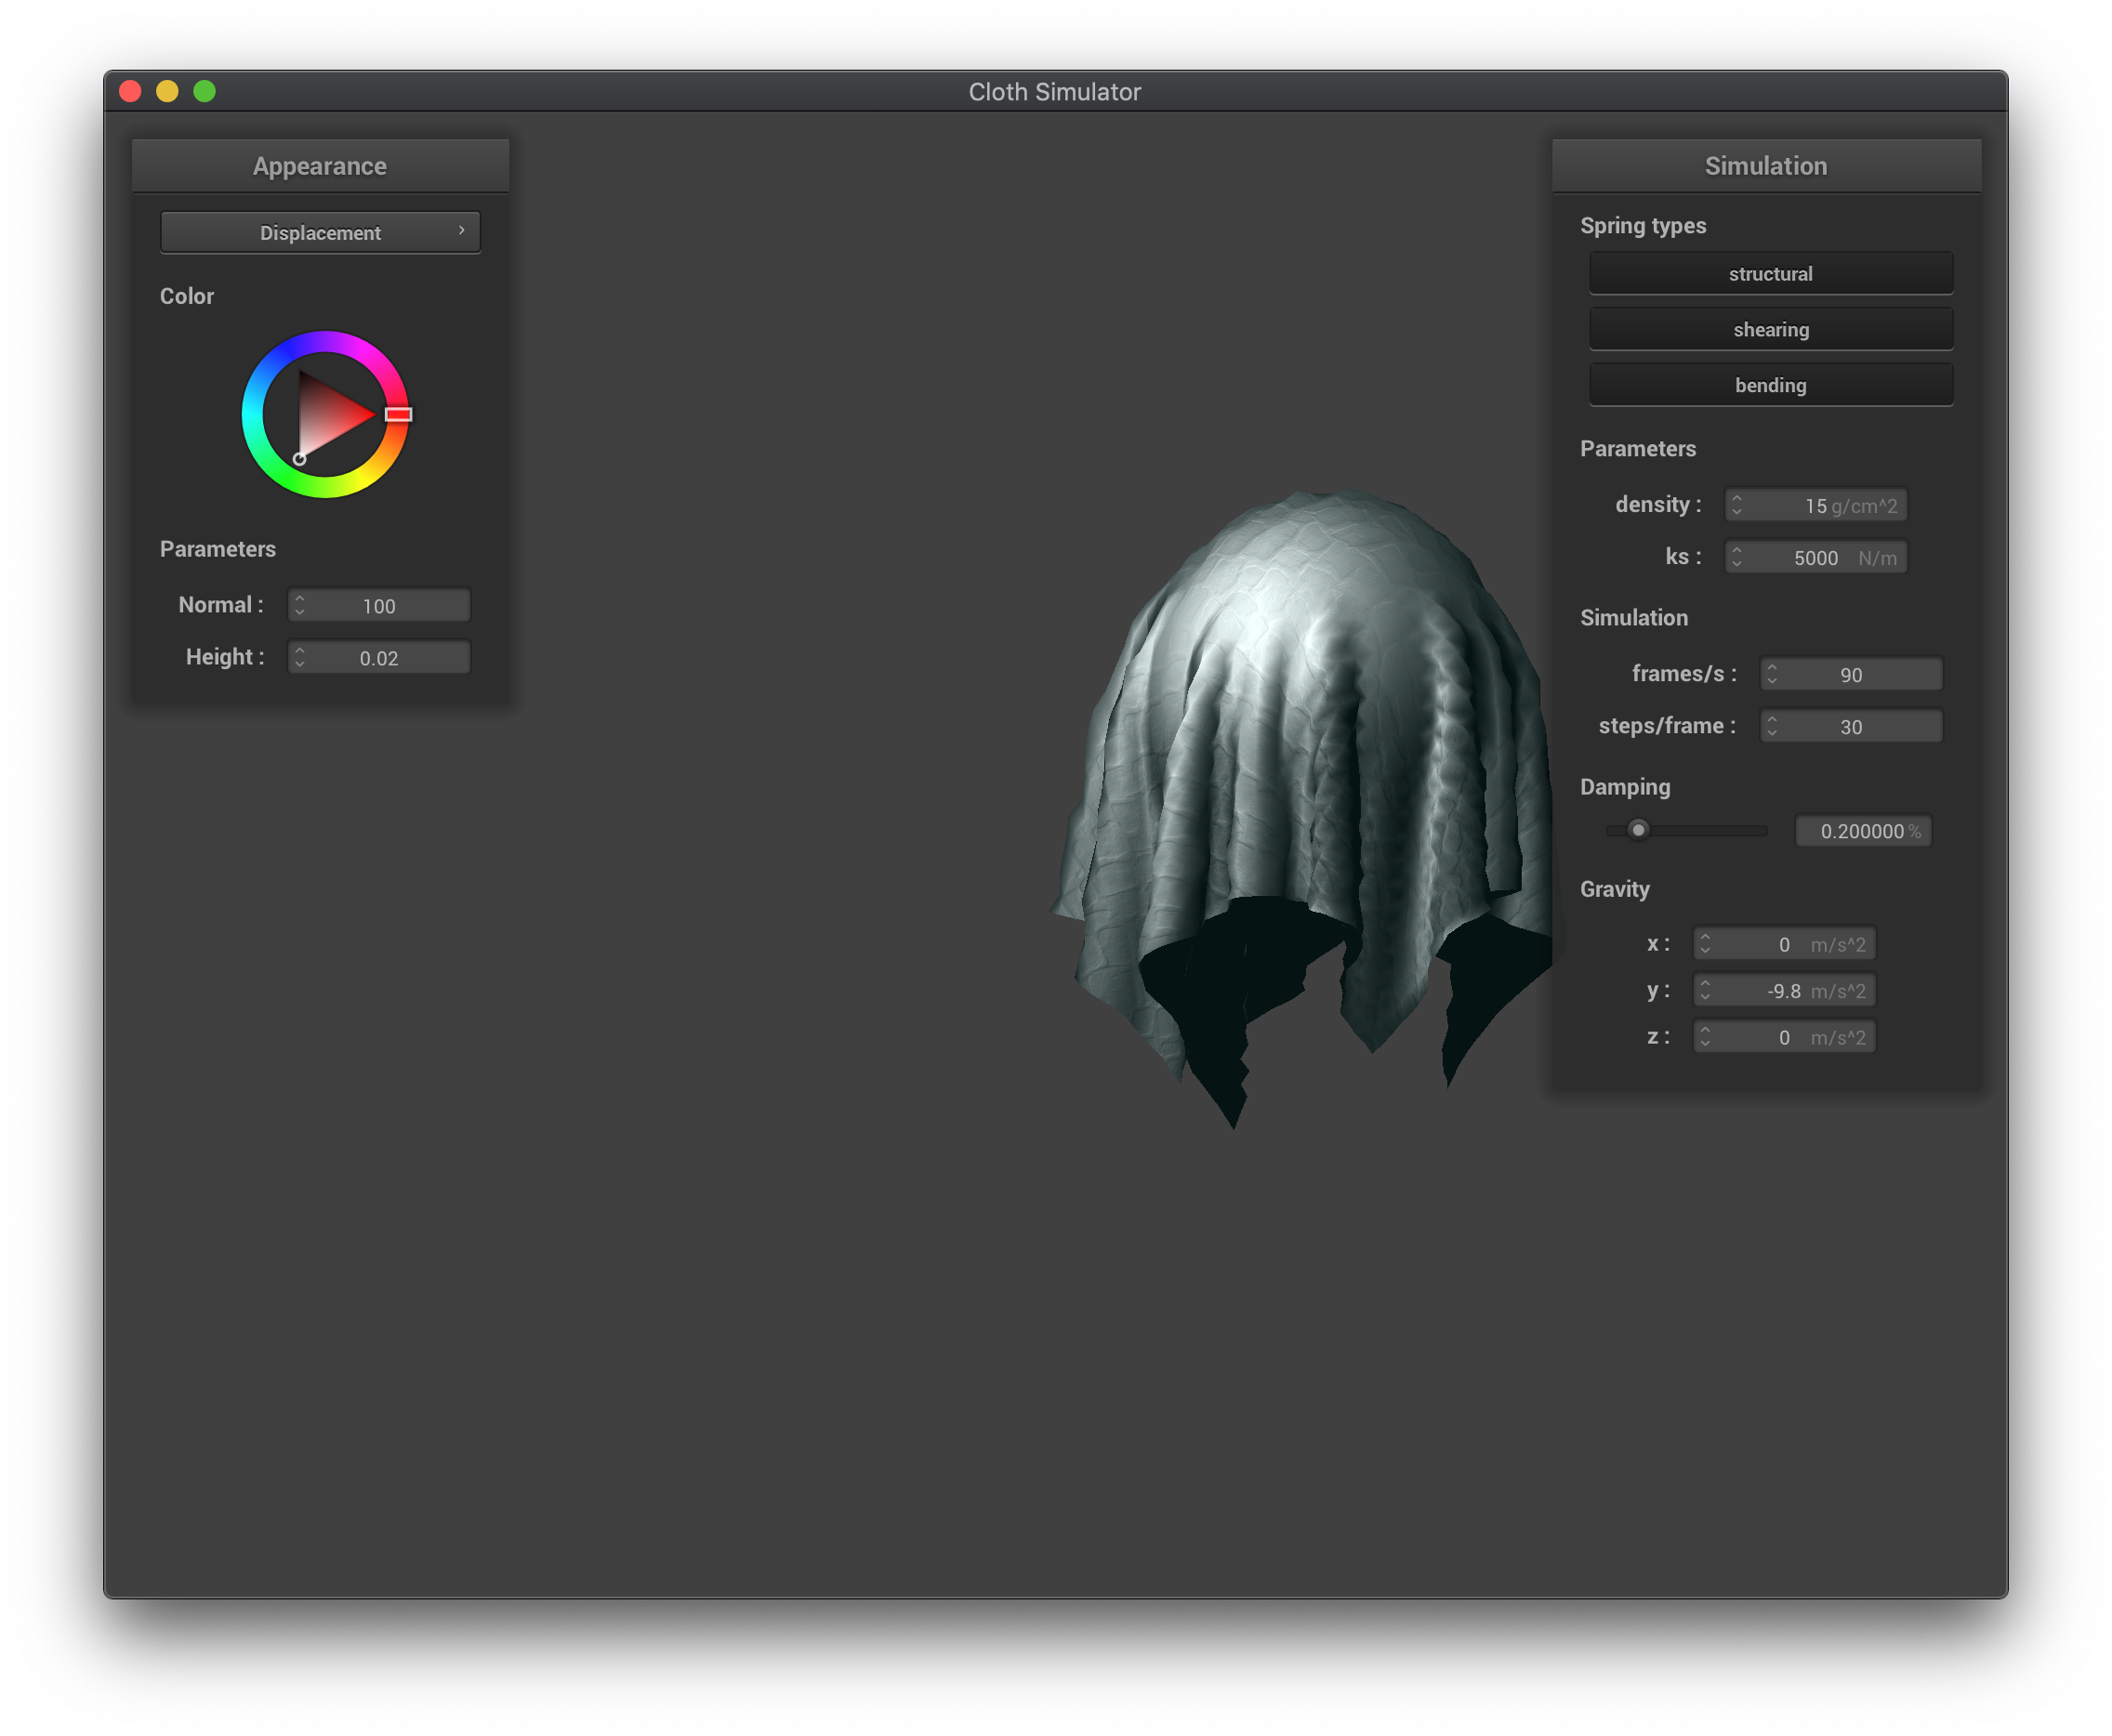 Cloth Simulator
Appearance
Displacement
Color
Parameters
Normal : 100
Height : 0.02
Simulation
Spring types
structural
shearing
bending
Parameters
density : 15 g/cm^2
ks : 5000 N/m
Simulation
frames/s : 90
steps/frame : 30
Damping
0.200000 %
Gravity
x : 0 m/s^2
y : -9.8 m/s^2
z : 0 m/s^2